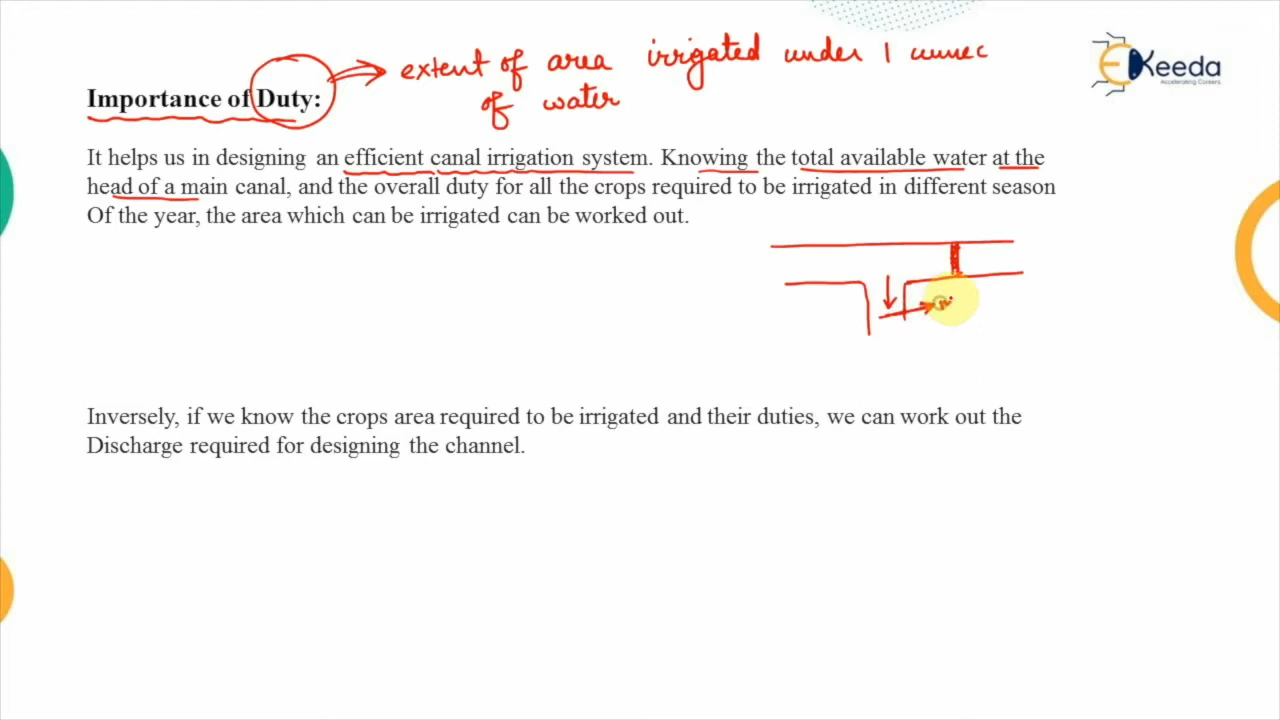 extent of area irrigated under 1 cumec
of water
Importance of Duty:
EKeeda
Accelerating Careers
It helps us in designing an efficient canal irrigation system. Knowing the total available water at the
head of a main canal, and the overall duty for all the crops required to be irrigated in different season
Of the year, the area which can be irrigated can be worked out.
Inversely, if we know the crops area required to be irrigated and their duties, we can work out the
Discharge required for designing the channel.